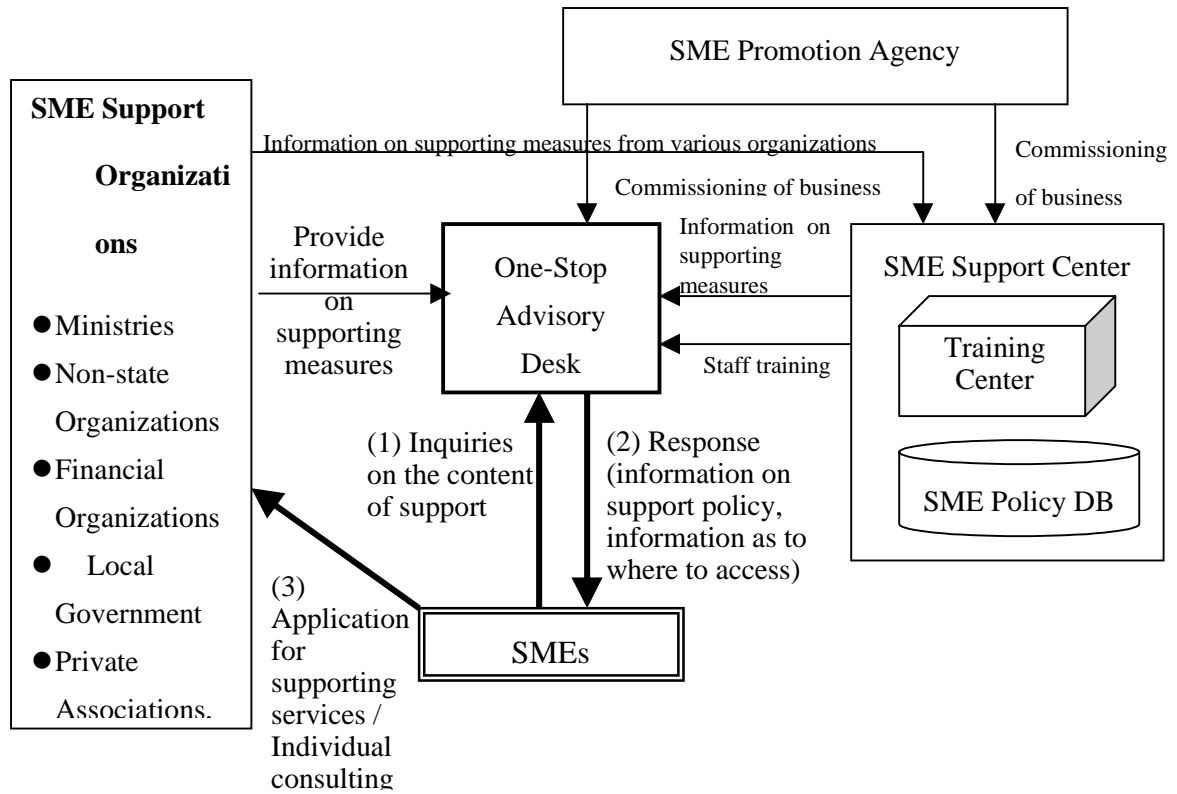 SME Promotion Agency
SME Support
Organizati
ons
●Ministries
●Non-state
Organizations
●Financial
Organizations
● Local
Government
●Private
Associations.
Information on supporting measures from various organizations
Commissioning of business
Commissioning
of business
Provide
information
on
supporting
measures
One-Stop
Advisory
Desk
Information on
supporting
measures
Staff training
SME Support Center
Training
Center
SME Policy DB
(1) Inquiries
on the content
of support
(2) Response
(information on
support policy,
information as to
where to access)
(3)
Application
for
supporting
services /
Individual
consulting
SMEs